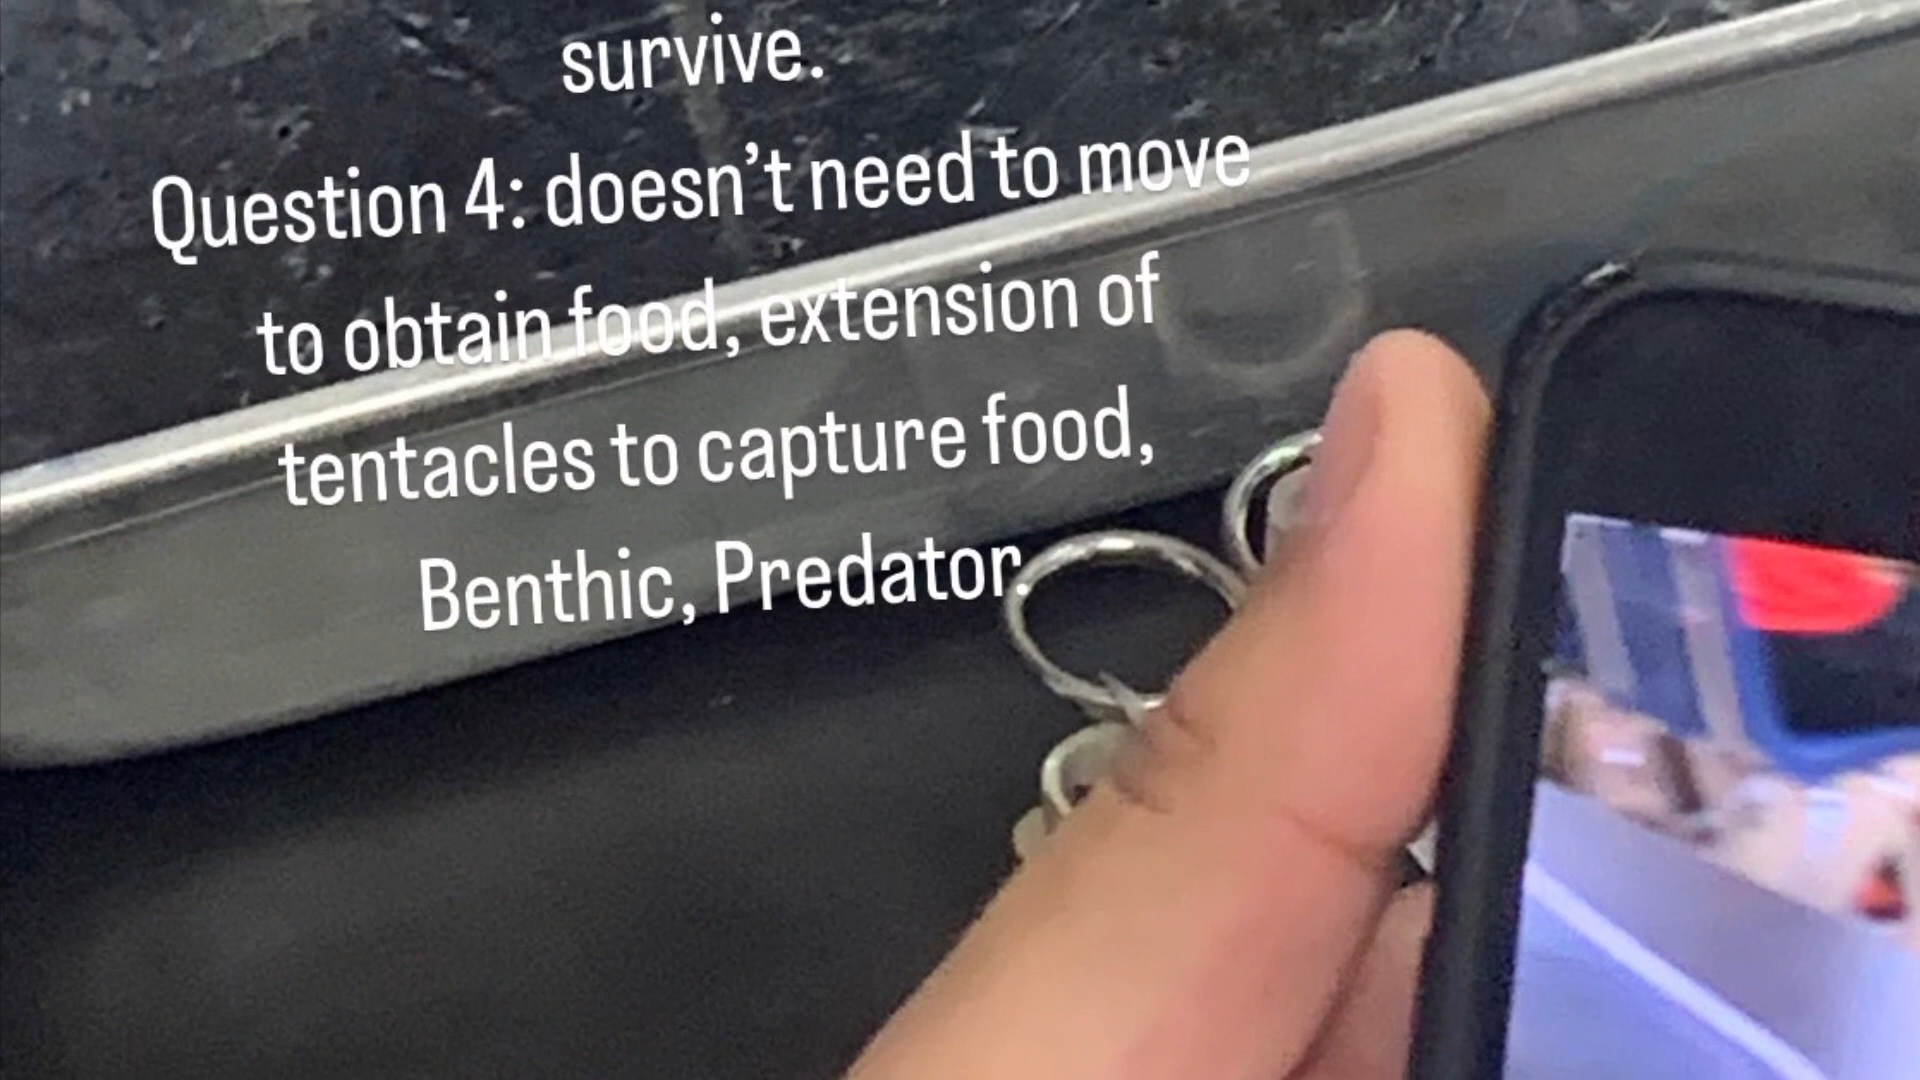 survive.
Question 4: doesn't need to move
to obtain food, extension of
tentacles to capture food,
Benthic, Predator.